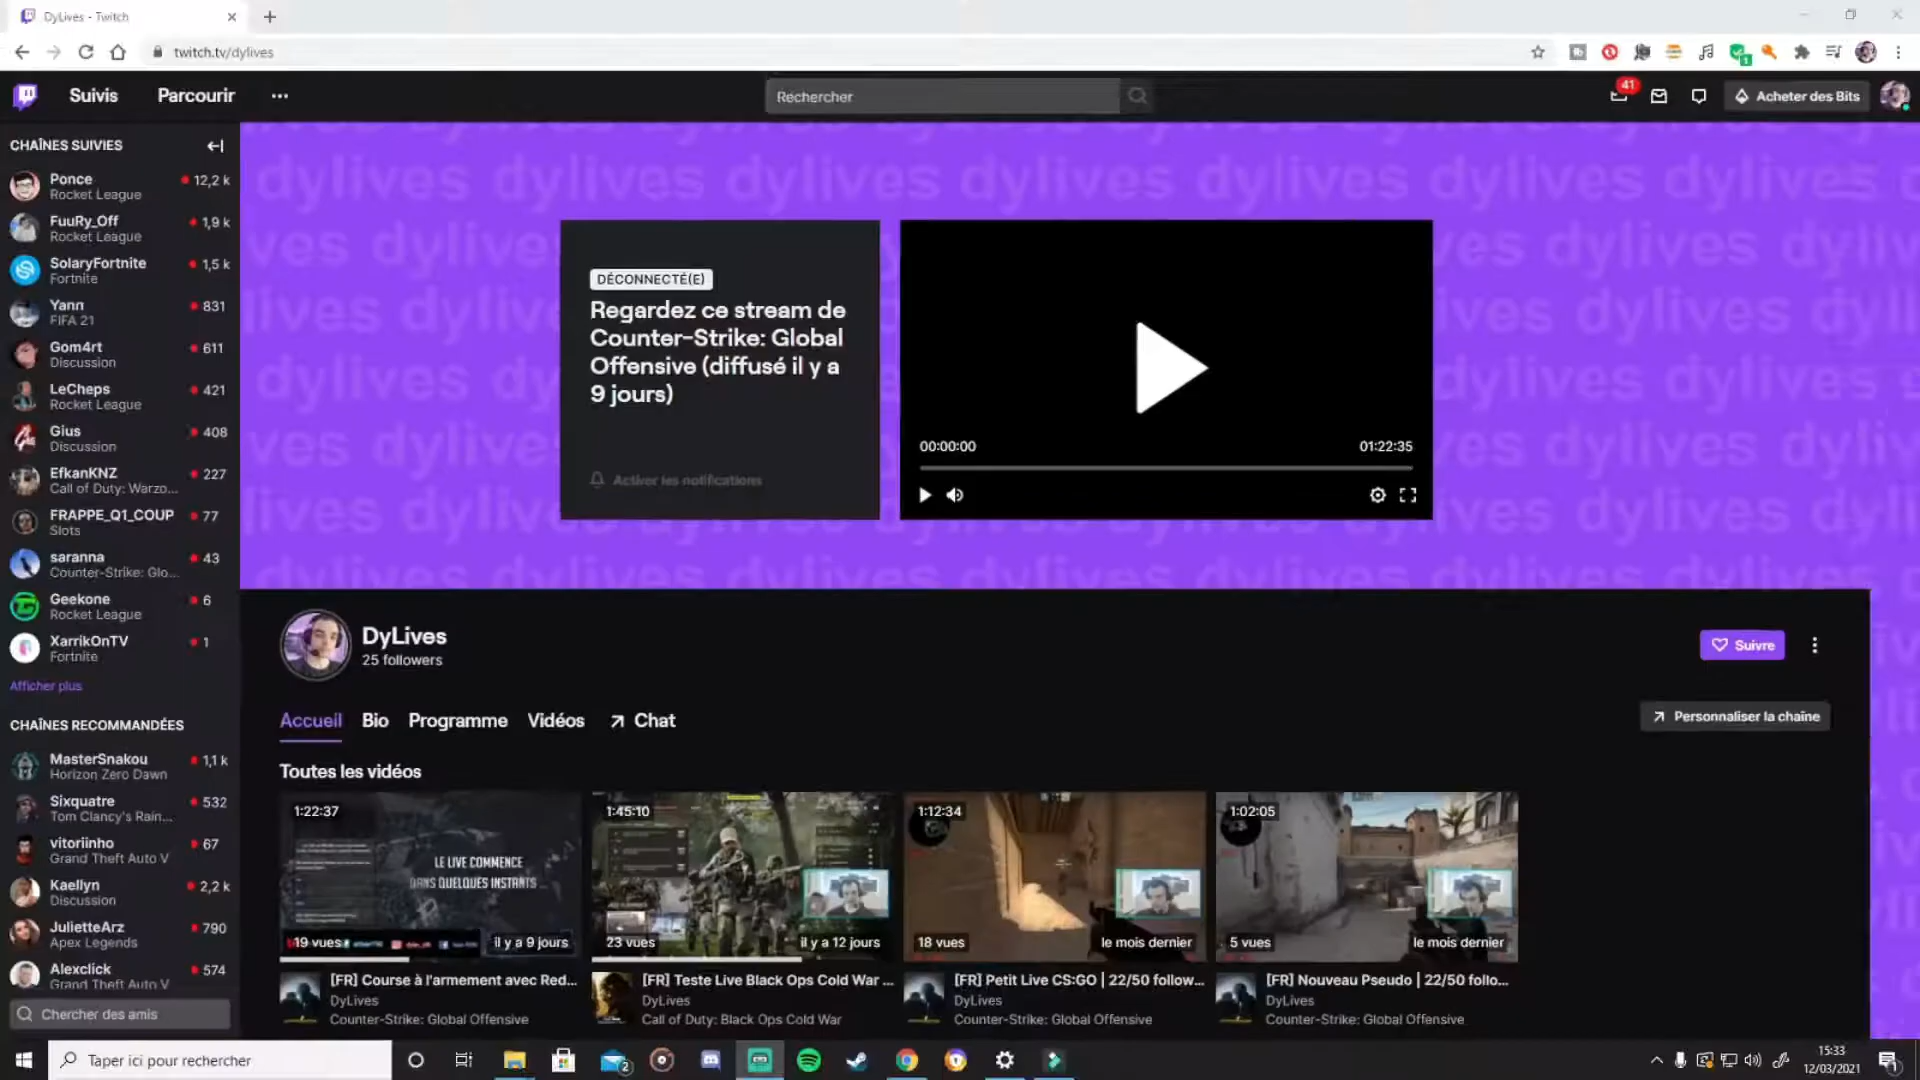 DyLives - Twitch
twitch.tv/dylives
Suivis
Parcourir
Rechercher
41
Acheter des Bits
CHAÎNES SUIVIES
Ponce
12,2 k
Rocket League
FuuRy_Off
1,9 k
Rocket League
SolaryFortnite
1,5 k
Fortnite
Yann
831
FIFA 21
Gom4rt
611
Discussion
LeCheps
421
Rocket League
Gius
408
Discussion
EfkanKNZ
227
Call of Duty: Warzo...
FRAPPE_Q1_COUP
77
Slots
saranna
43
Counter-Strike: Glo...
Geekone
6
Rocket League
XarrikOnTV
1
Fortnite
Afficher plus
CHAÎNES RECOMMANDÉES
MasterSnakou
1,1 k
Horizon Zero Dawn
Sixquatre
532
Tom Clancy's Rain...
vitoriinho
67
Grand Theft Auto V
Kaellyn
2,2 k
Discussion
JulietteArz
790
Apex Legends
Alexclick
574
Grand Theft Auto V
Chercher des amis
dylives dylives dylives dylives dylives dylives dylives
DÉCONNECTÉ(E)
Regardez ce stream de
Counter-Strike: Global
Offensive (diffusé il y a
9 jours)
Activer les notifications
00:00:00
01:22:35
DyLives
25 followers
Suivre
Accueil
Bio
Programme
Vidéos
Chat
Personnaliser la chaîne
Toutes les vidéos
1:22:37
LE LIVE COMMENCE
DANS QUELQUES INSTANTS...
19 vues
il y a 9 jours
[FR] Course à l'armement avec Red...
DyLives
Counter-Strike: Global Offensive
1:45:10
23 vues
il y a 12 jours
[FR] Teste Live Black Ops Cold War ...
DyLives
Call of Duty: Black Ops Cold War
1:12:34
18 vues
le mois dernier
[FR] Petit Live CS:GO | 22/50 follow...
DyLives
Counter-Strike: Global Offensive
1:02:05
5 vues
le mois dernier
[FR] Nouveau Pseudo | 22/50 follo...
DyLives
Counter-Strike: Global Offensive
Taper ici pour rechercher
2
15:33
12/03/2021
1